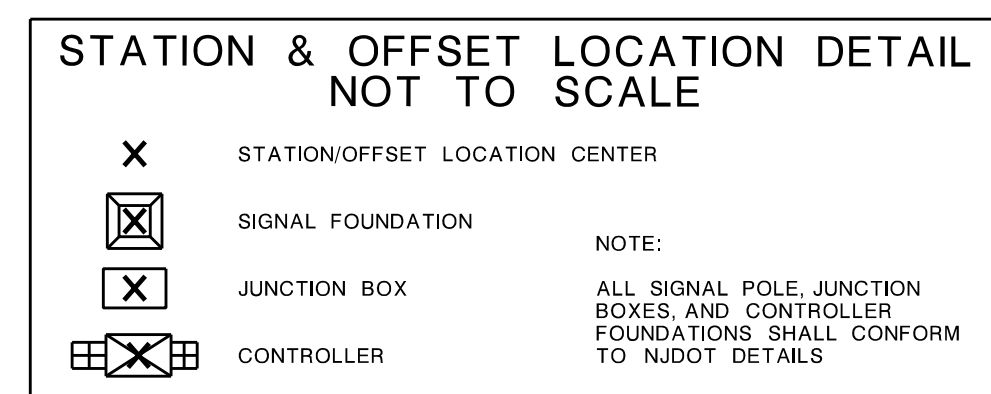 STATION & OFFSET LOCATION DETAIL
NOT TO SCALE
STATION/OFFSET LOCATION CENTER
SIGNAL FOUNDATION
JUNCTION BOX
CONTROLLER
NOTE:
ALL SIGNAL POLE, JUNCTION
BOXES, AND CONTROLLER
FOUNDATIONS SHALL CONFORM
TO NJDOT DETAILS